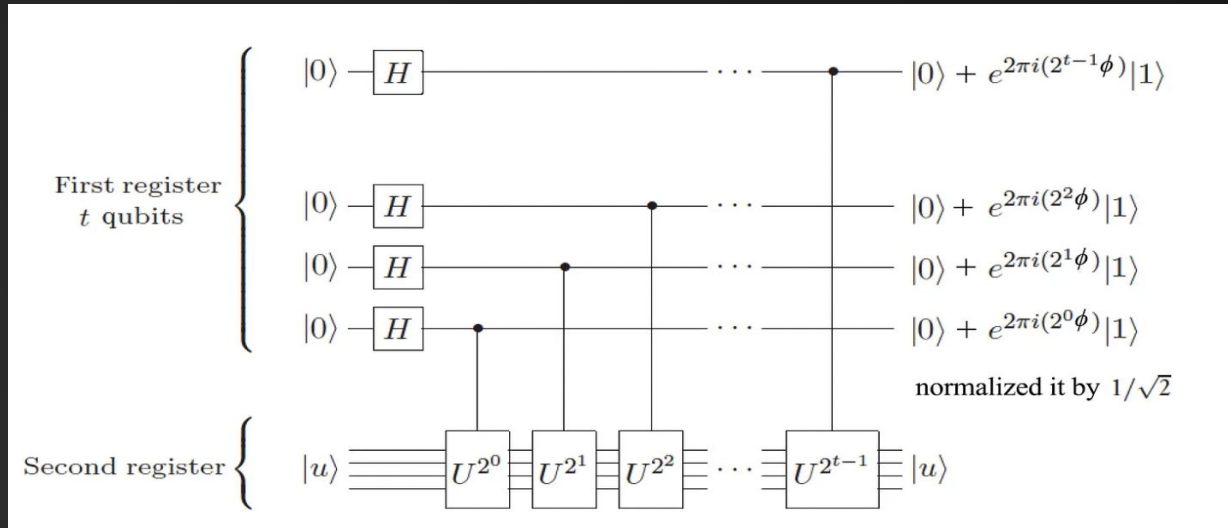 |0⟩ H ··· |0⟩ + e^{2πi(2^{t−1}ϕ)}|1⟩
First register
t qubits
|0⟩ H ··· |0⟩ + e^{2πi(2^2ϕ)}|1⟩
|0⟩ H ··· |0⟩ + e^{2πi(2^1ϕ)}|1⟩
|0⟩ H ··· |0⟩ + e^{2πi(2^0ϕ)}|1⟩
normalized it by 1/√2
Second register |u⟩ U^{2^0} U^{2^1} U^{2^2} ··· U^{2^{t−1}} |u⟩